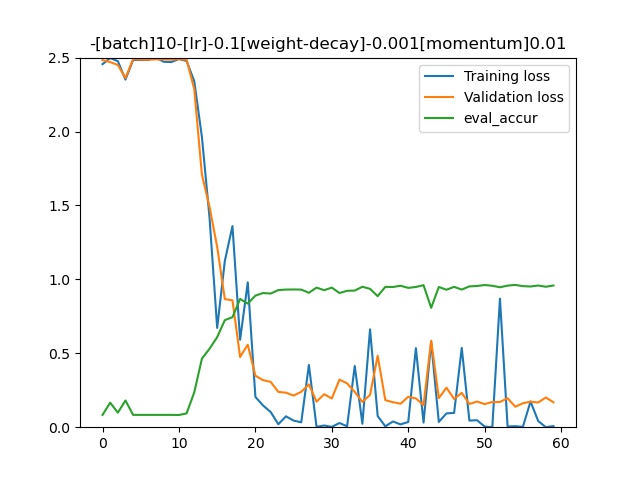 -[batch]10-[lr]-0.1[weight-decay]-0.001[momentum]0.01
Training loss
Validation loss
eval_accur
2.5
2.0
1.5
1.0
0.5
0.0
0 10 20 30 40 50 60